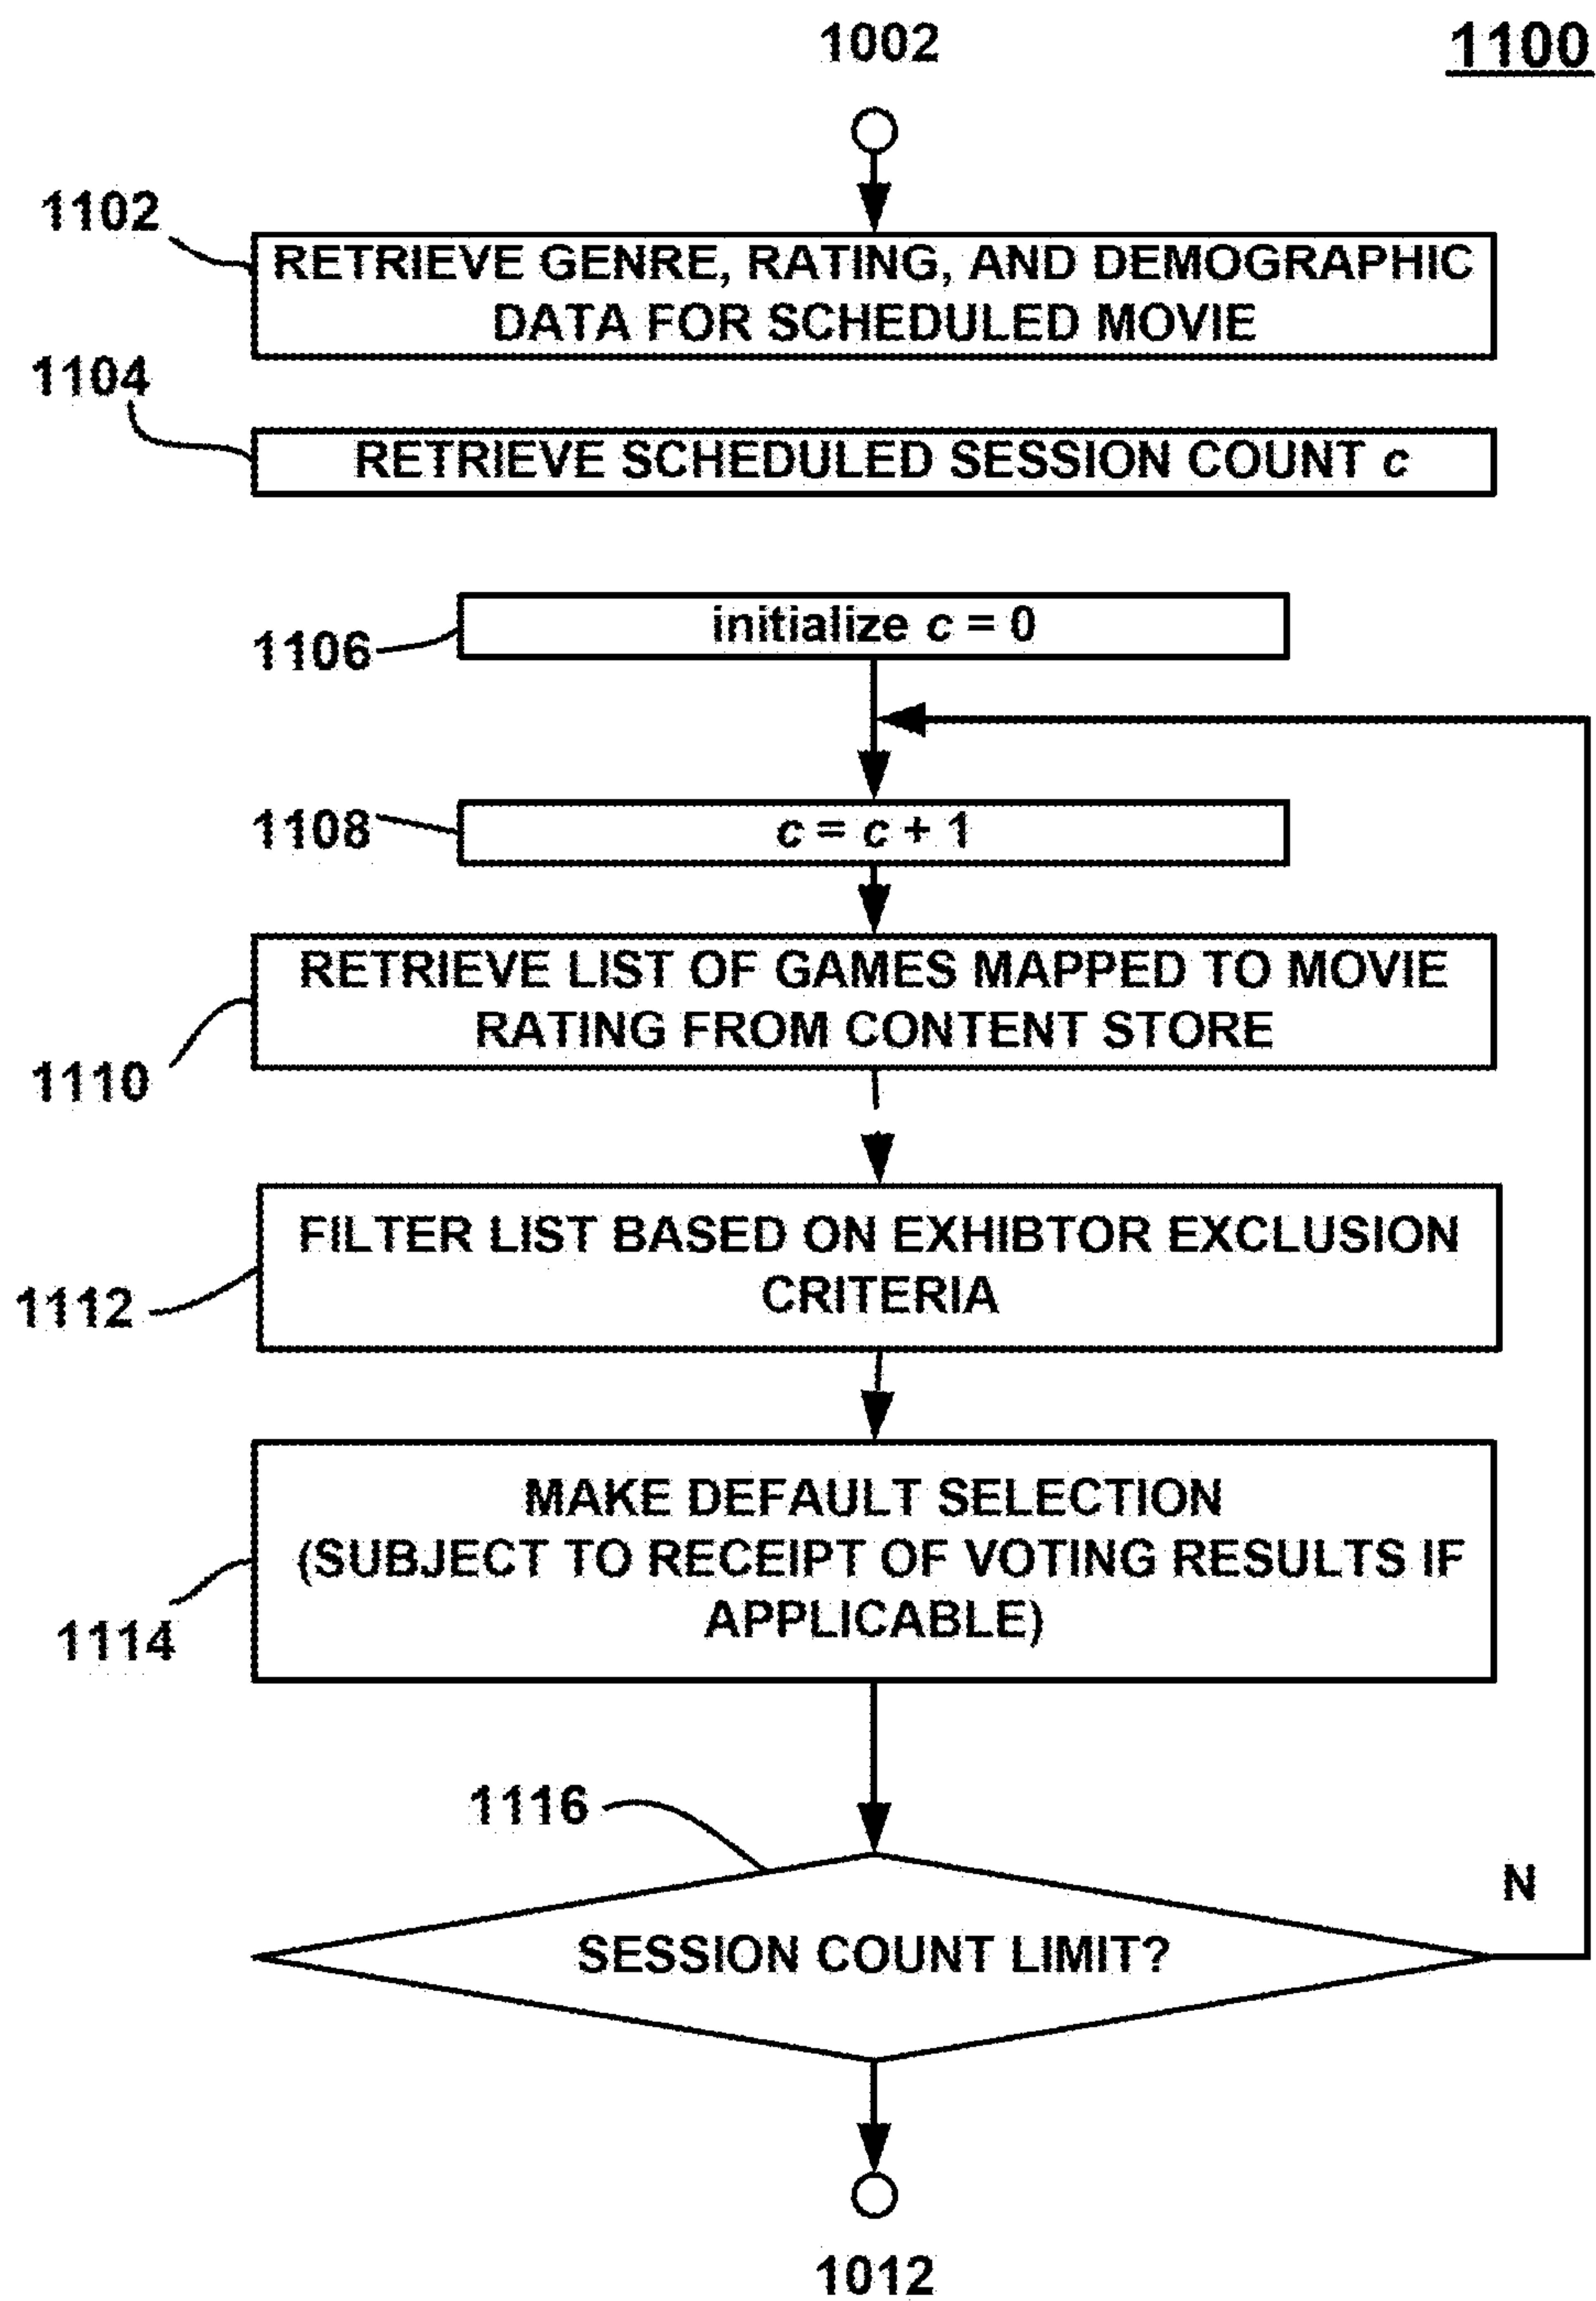 1002
1100
1102
RETRIEVE GENRE, RATING, AND DEMOGRAPHIC
DATA FOR SCHEDULED MOVIE
1104
RETRIEVE SCHEDULED SESSION COUNT c
initialize c = 0
1106
1108
c = c + 1
RETRIEVE LIST OF GAMES MAPPED TO MOVIE
RATING FROM CONTENT STORE
1110
FILTER LIST BASED ON EXHIBTOR EXCLUSION
CRITERIA
1112
MAKE DEFAULT SELECTION
(SUBJECT TO RECEIPT OF VOTING RESULTS IF
APPLICABLE)
1114
1116
N
SESSION COUNT LIMIT?
1012